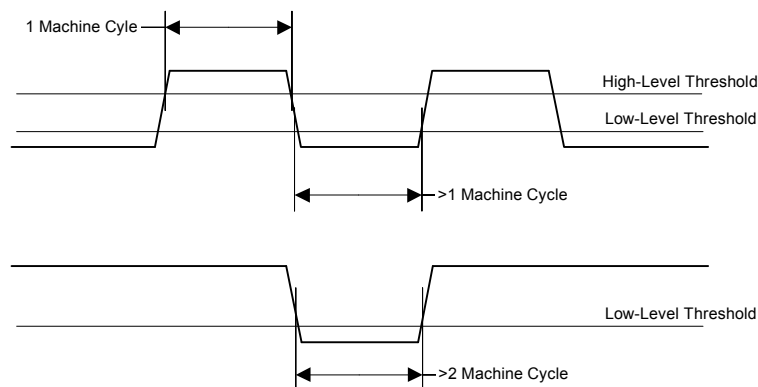 1 Machine Cyle
High-Level Threshold
Low-Level Threshold
>1 Machine Cycle
Low-Level Threshold
>2 Machine Cycle